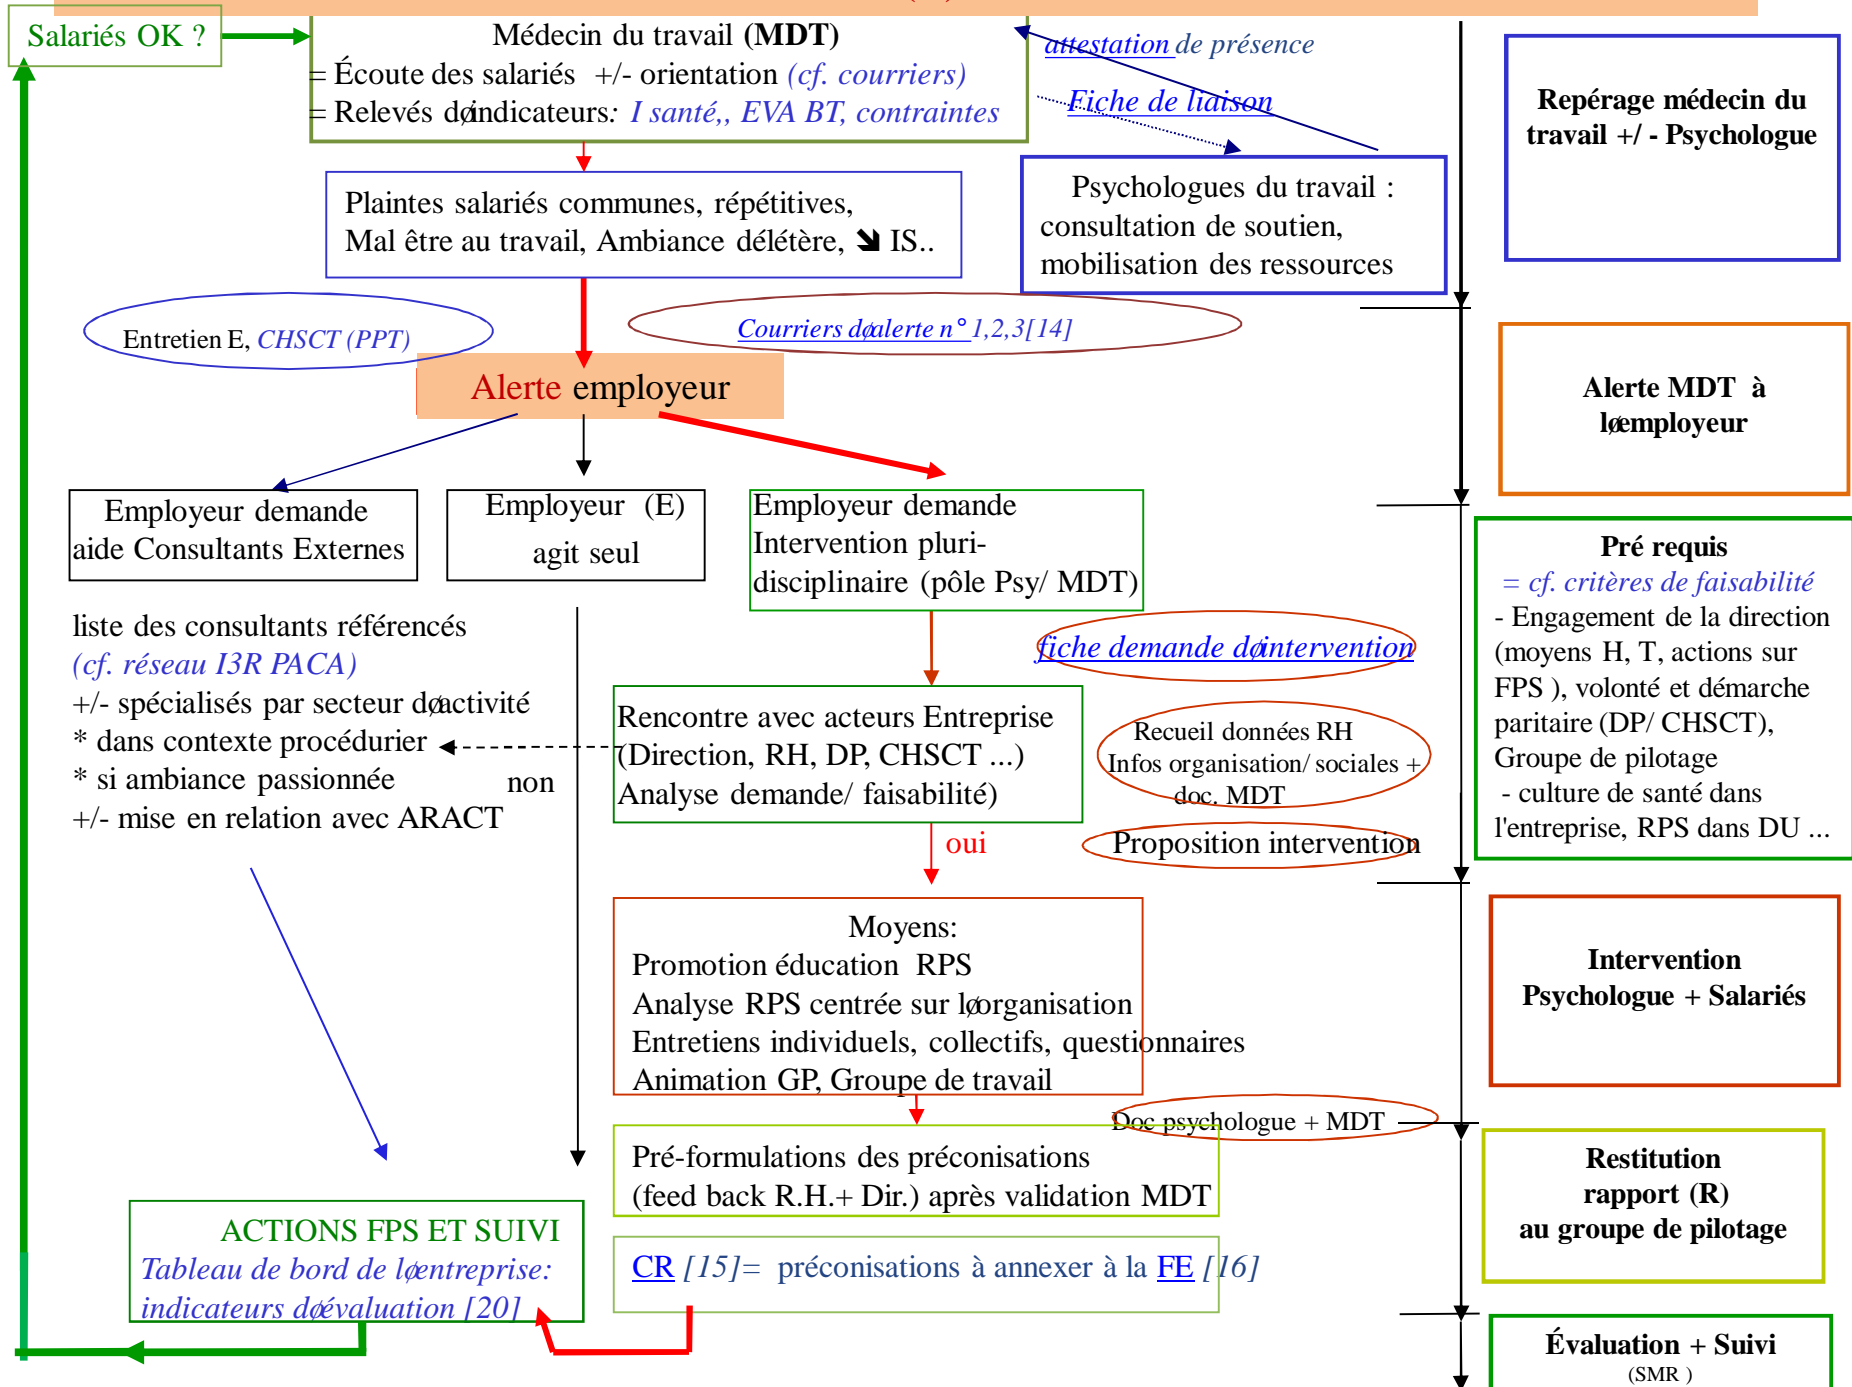 Salariés OK ?
Médecin du travail (MDT)
= Écoute des salariés +/- orientation (cf. courriers)
= Relevés døindicateurs: I santé,, EVA BT, contraintes
attestation de présence
Fiche de liaison
Repérage médecin du
travail +/ - Psychologue
Plaintes salariés communes, répétitives,
Mal être au travail, Ambiance délétère, ➘ IS..
Psychologues du travail :
consultation de soutien,
mobilisation des ressources
Entretien E, CHSCT (PPT)
Courriers døalerte n° 1,2,3[14]
Alerte employeur
Alerte MDT à
løemployeur
Employeur demande
aide Consultants Externes
Employeur (E)
agit seul
Employeur demande
Intervention pluri-
disciplinaire (pôle Psy/ MDT)
Pré requis
= cf. critères de faisabilité
- Engagement de la direction
(moyens H, T, actions sur
FPS ), volonté et démarche
paritaire (DP/ CHSCT),
Groupe de pilotage
- culture de santé dans
l'entreprise, RPS dans DU ...
liste des consultants référencés
(cf. réseau I3R PACA)
+/- spécialisés par secteur døactivité
* dans contexte procédurier
* si ambiance passionnée
+/- mise en relation avec ARACT
non
fiche demande døintervention
Rencontre avec acteurs Entreprise
(Direction, RH, DP, CHSCT ...)
Analyse demande/ faisabilité)
Recueil données RH
Infos organisation/ sociales +
doc. MDT
oui
Proposition intervention
Moyens:
Promotion éducation RPS
Analyse RPS centrée sur løorganisation
Entretiens individuels, collectifs, questionnaires
Animation GP, Groupe de travail
Intervention
Psychologue + Salariés
Doc psychologue + MDT
Pré-formulations des préconisations
(feed back R.H.+ Dir.) après validation MDT
Restitution
rapport (R)
au groupe de pilotage
ACTIONS FPS ET SUIVI
Tableau de bord de løentreprise:
indicateurs døévaluation [20]
CR [15]= préconisations à annexer à la FE [16]
Évaluation + Suivi
(SMR )